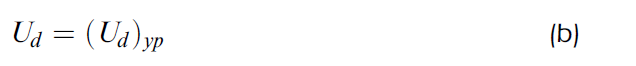 U_d = (U_d)_{yp} (b)